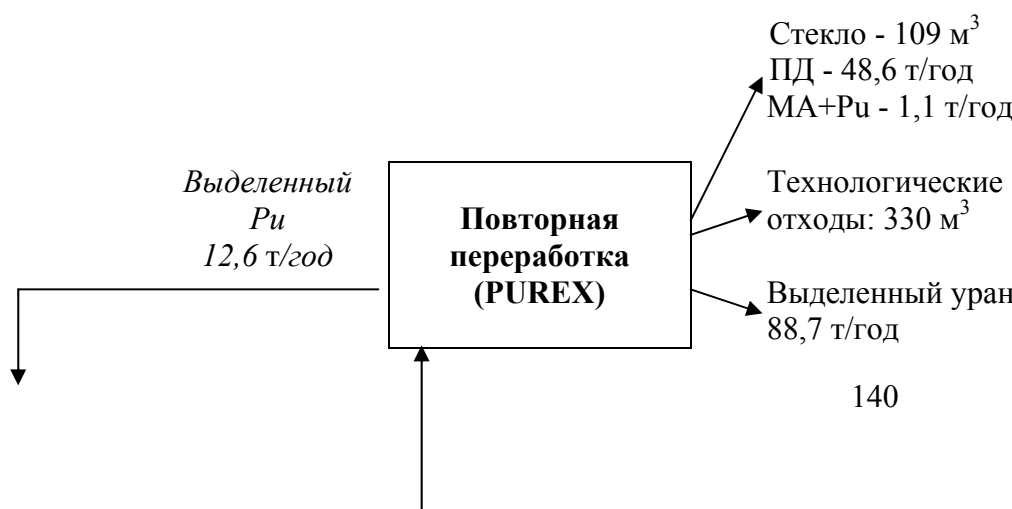 Стекло - 109 м³
ПД - 48,6 т/год
МА+Pu - 1,1 т/год
Выделенный
Pu
12,6 т/год
Повторная
переработка
(PUREX)
Технологические
отходы: 330 м³
Выделенный уран
88,7 т/год
140